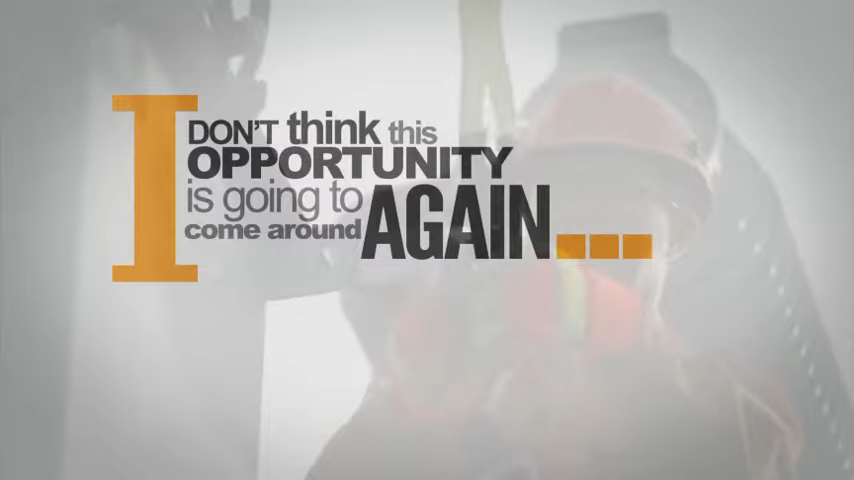 I DON'T think this
OPPORTUNITY
is going to
come around AGAIN...